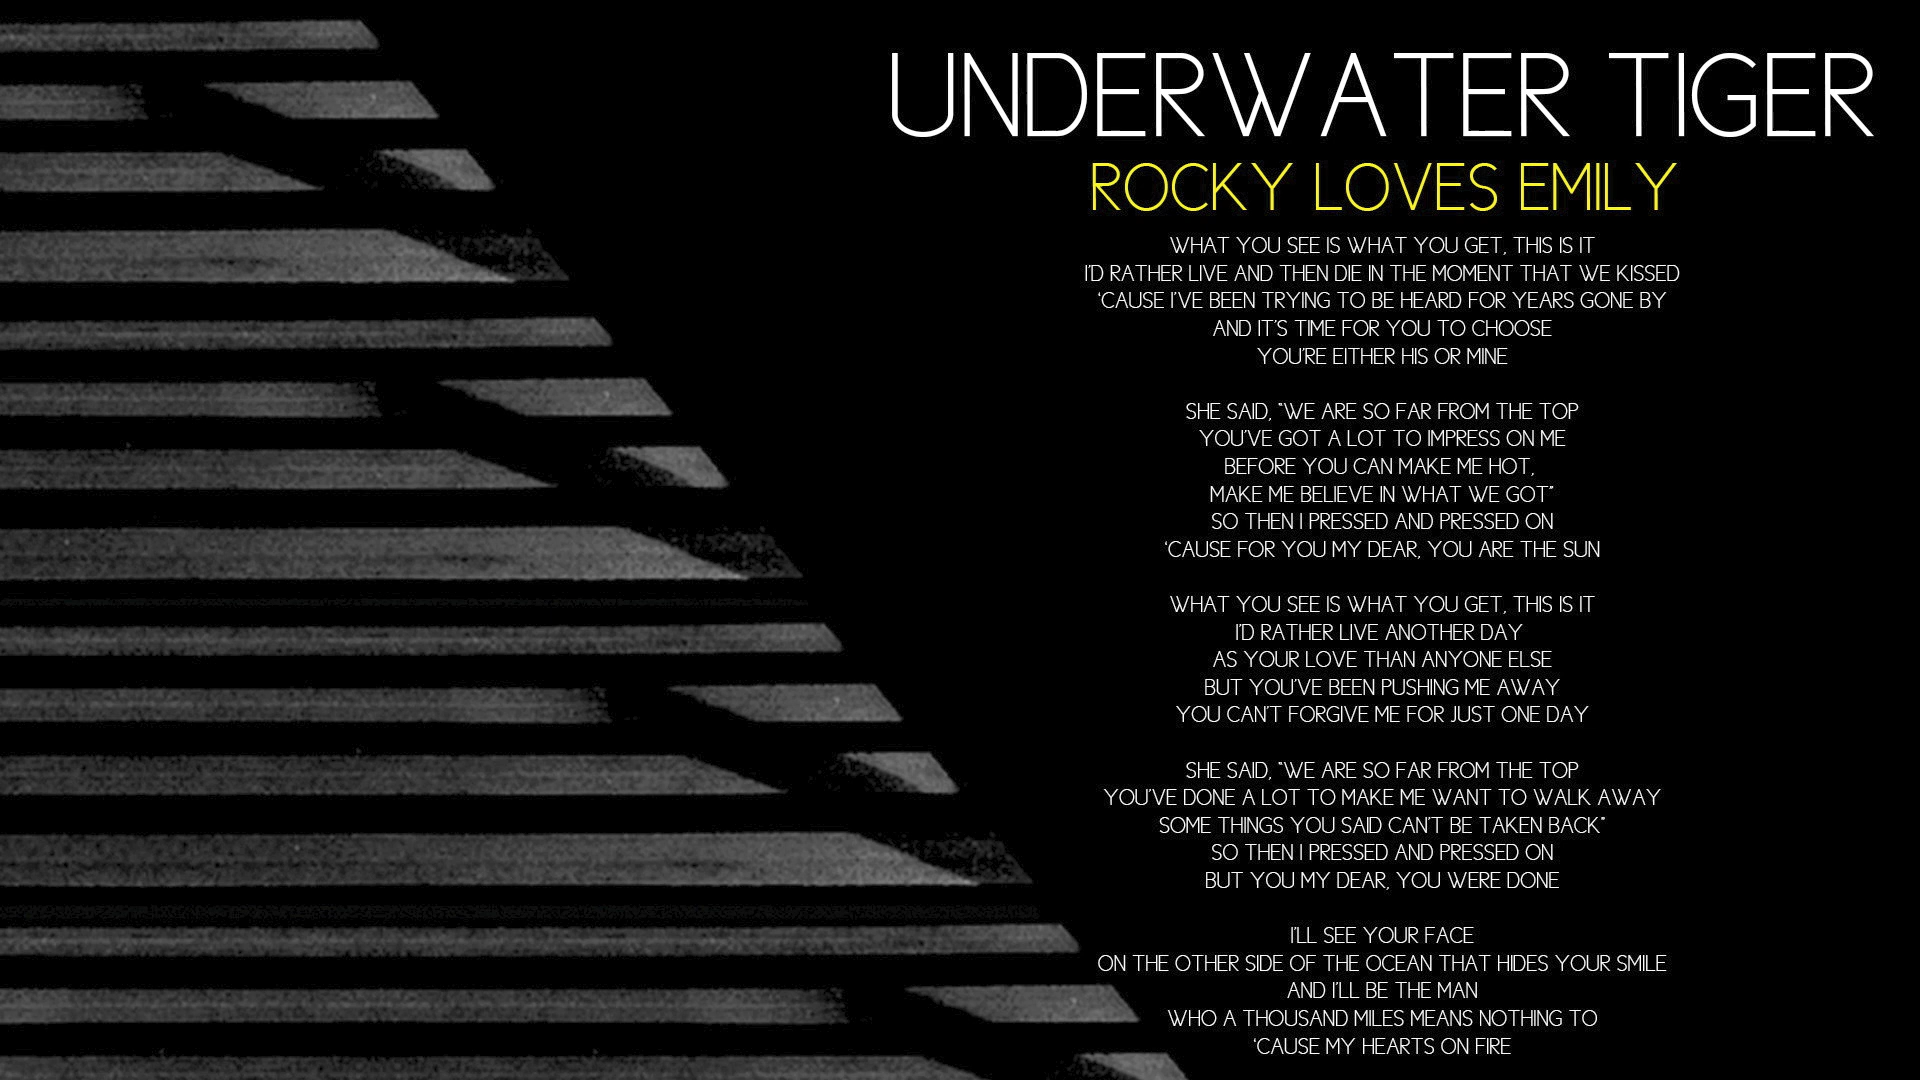 UNDERWATER TIGER
ROCKY LOVES EMILY
WHAT YOU SEE IS WHAT YOU GET, THIS IS IT
I'D RATHER LIVE AND THEN DIE IN THE MOMENT THAT WE KISSED
‘CAUSE I'VE BEEN TRYING TO BE HEARD FOR YEARS GONE BY
AND IT'S TIME FOR YOU TO CHOOSE
YOU'RE EITHER HIS OR MINE
SHE SAID, “WE ARE SO FAR FROM THE TOP
YOU'VE GOT A LOT TO IMPRESS ON ME
BEFORE YOU CAN MAKE ME HOT,
MAKE ME BELIEVE IN WHAT WE GOT”
SO THEN I PRESSED AND PRESSED ON
‘CAUSE FOR YOU MY DEAR, YOU ARE THE SUN
WHAT YOU SEE IS WHAT YOU GET, THIS IS IT
I'D RATHER LIVE ANOTHER DAY
AS YOUR LOVE THAN ANYONE ELSE
BUT YOU'VE BEEN PUSHING ME AWAY
YOU CAN'T FORGIVE ME FOR JUST ONE DAY
SHE SAID, “WE ARE SO FAR FROM THE TOP
YOU'VE DONE A LOT TO MAKE ME WANT TO WALK AWAY
SOME THINGS YOU SAID CAN'T BE TAKEN BACK”
SO THEN I PRESSED AND PRESSED ON
BUT YOU MY DEAR, YOU WERE DONE
I'LL SEE YOUR FACE
ON THE OTHER SIDE OF THE OCEAN THAT HIDES YOUR SMILE
AND I'LL BE THE MAN
WHO A THOUSAND MILES MEANS NOTHING TO
‘CAUSE MY HEARTS ON FIRE